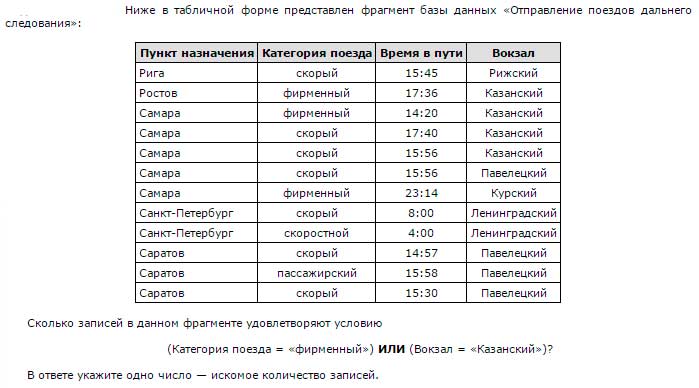 Ниже в табличной форме представлен фрагмент базы данных «Отправление поездов дальнего
следования»:
Пункт назначения Категория поезда Время в пути Вокзал
Рига скорый 15:45 Рижский
Ростов фирменный 17:36 Казанский
Самара фирменный 14:20 Казанский
Самара скорый 17:40 Казанский
Самара скорый 15:56 Казанский
Самара скорый 15:56 Павелецкий
Самара фирменный 23:14 Курский
Санкт-Петербург скорый 8:00 Ленинградский
Санкт-Петербург скоростной 4:00 Ленинградский
Саратов скорый 14:57 Павелецкий
Саратов пассажирский 15:58 Павелецкий
Саратов скорый 15:30 Павелецкий
Сколько записей в данном фрагменте удовлетворяют условию
(Категория поезда = «фирменный») ИЛИ (Вокзал = «Казанский»)?
В ответе укажите одно число — искомое количество записей.